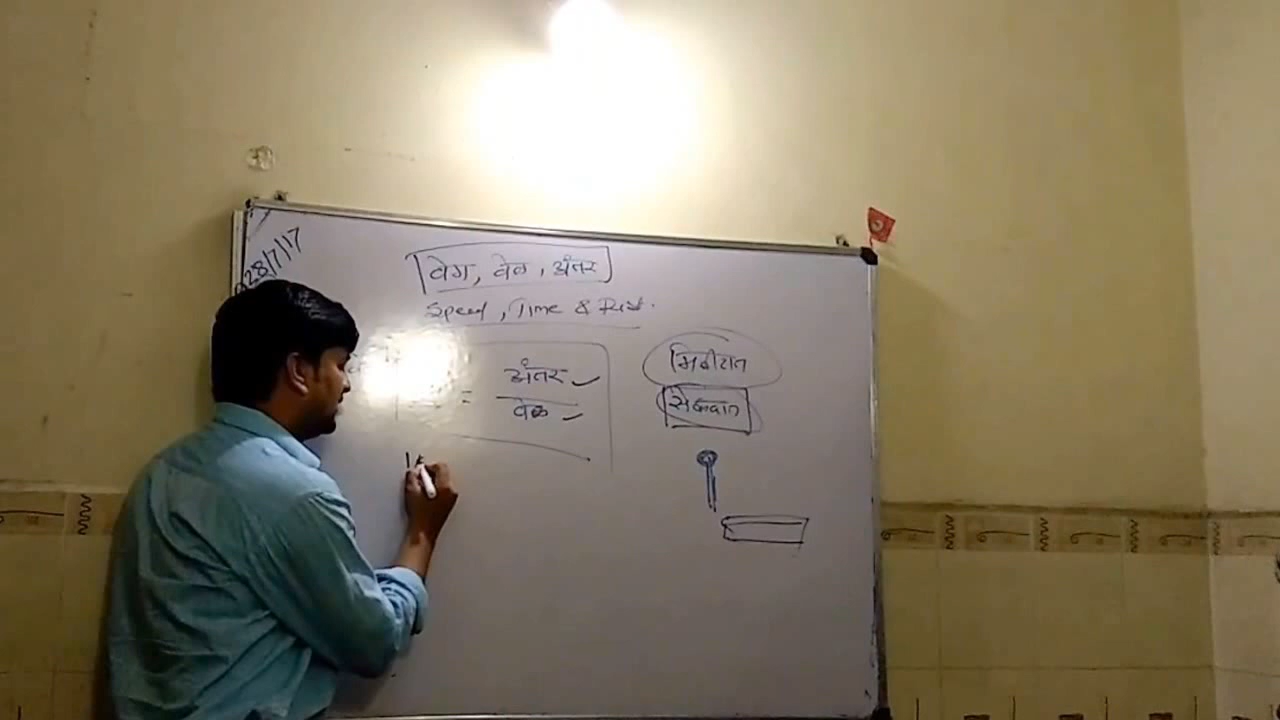 28/7/17
वेग, वेळ, अंतर
Speed, Time & Dist.
= अंतर
वेळ
मिटीरात
सेकंदात